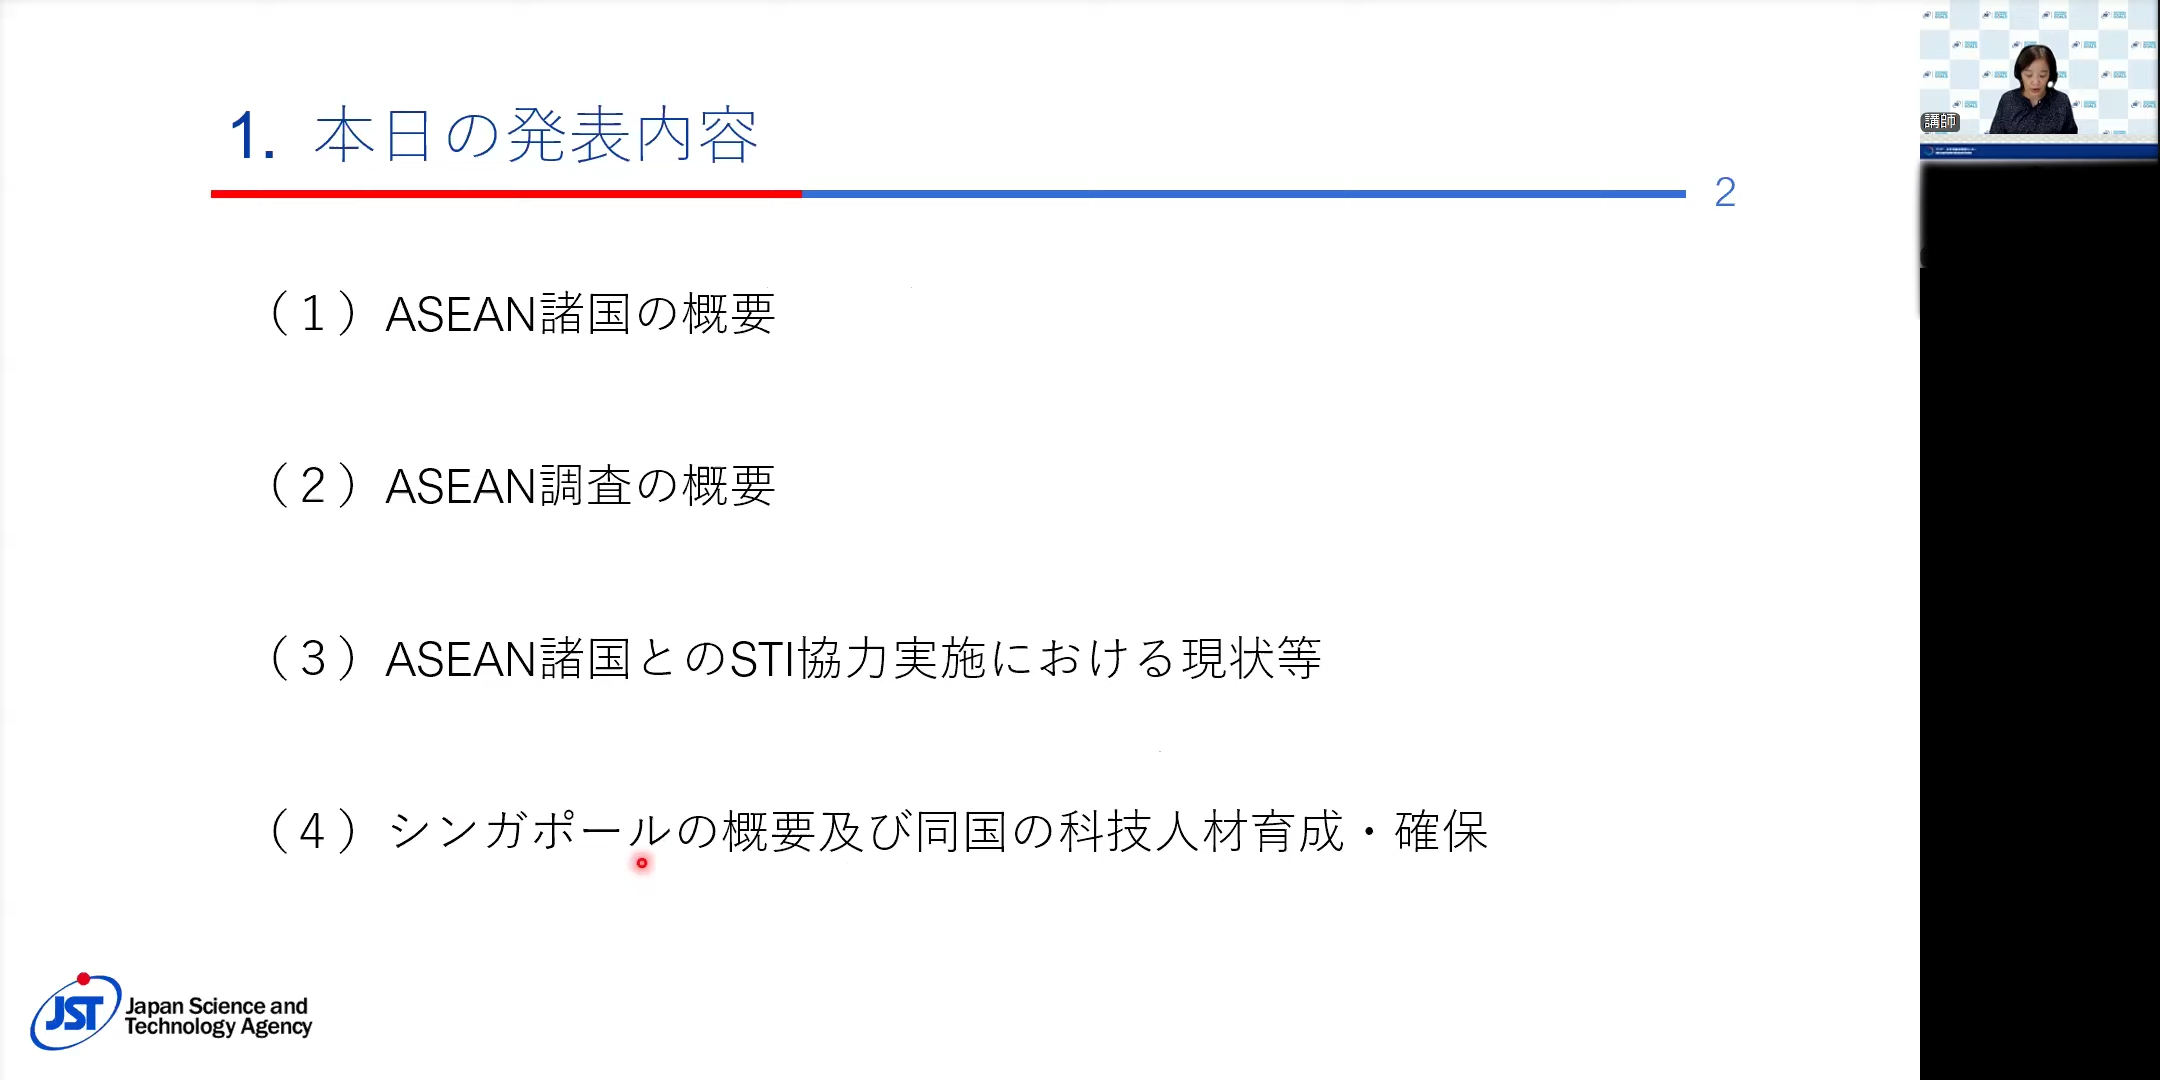 1. 本日の発表内容
2
（１）ASEAN諸国の概要
（２）ASEAN調査の概要
（３）ASEAN諸国とのSTI協力実施における現状等
（４）シンガポールの概要及び同国の科技人材育成・確保
JST Japan Science and
Technology Agency
講師